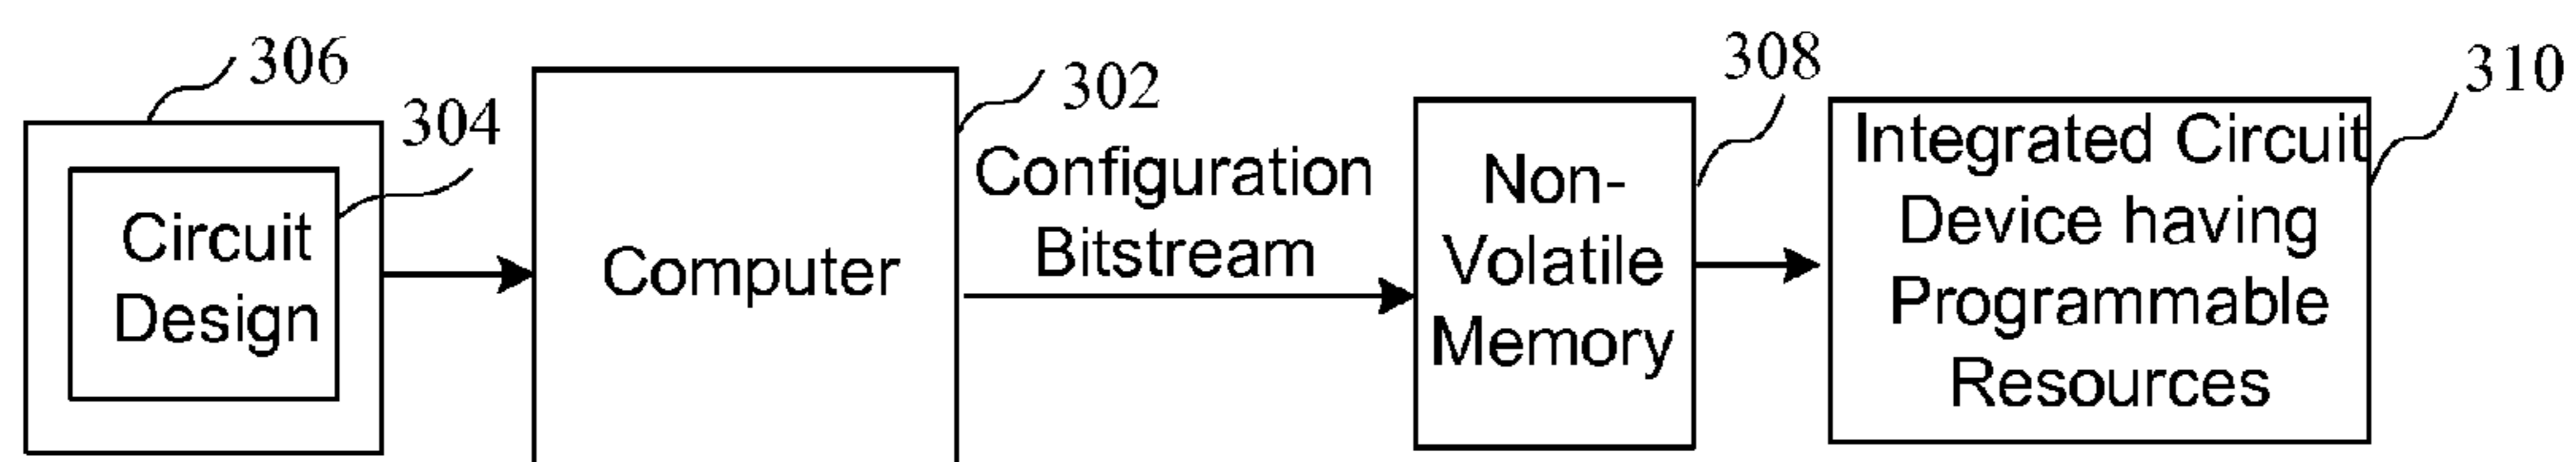 306
304
Circuit
Design
302
Computer
Configuration
Bitstream
308
Non-
Volatile
Memory
310
Integrated Circuit
Device having
Programmable
Resources